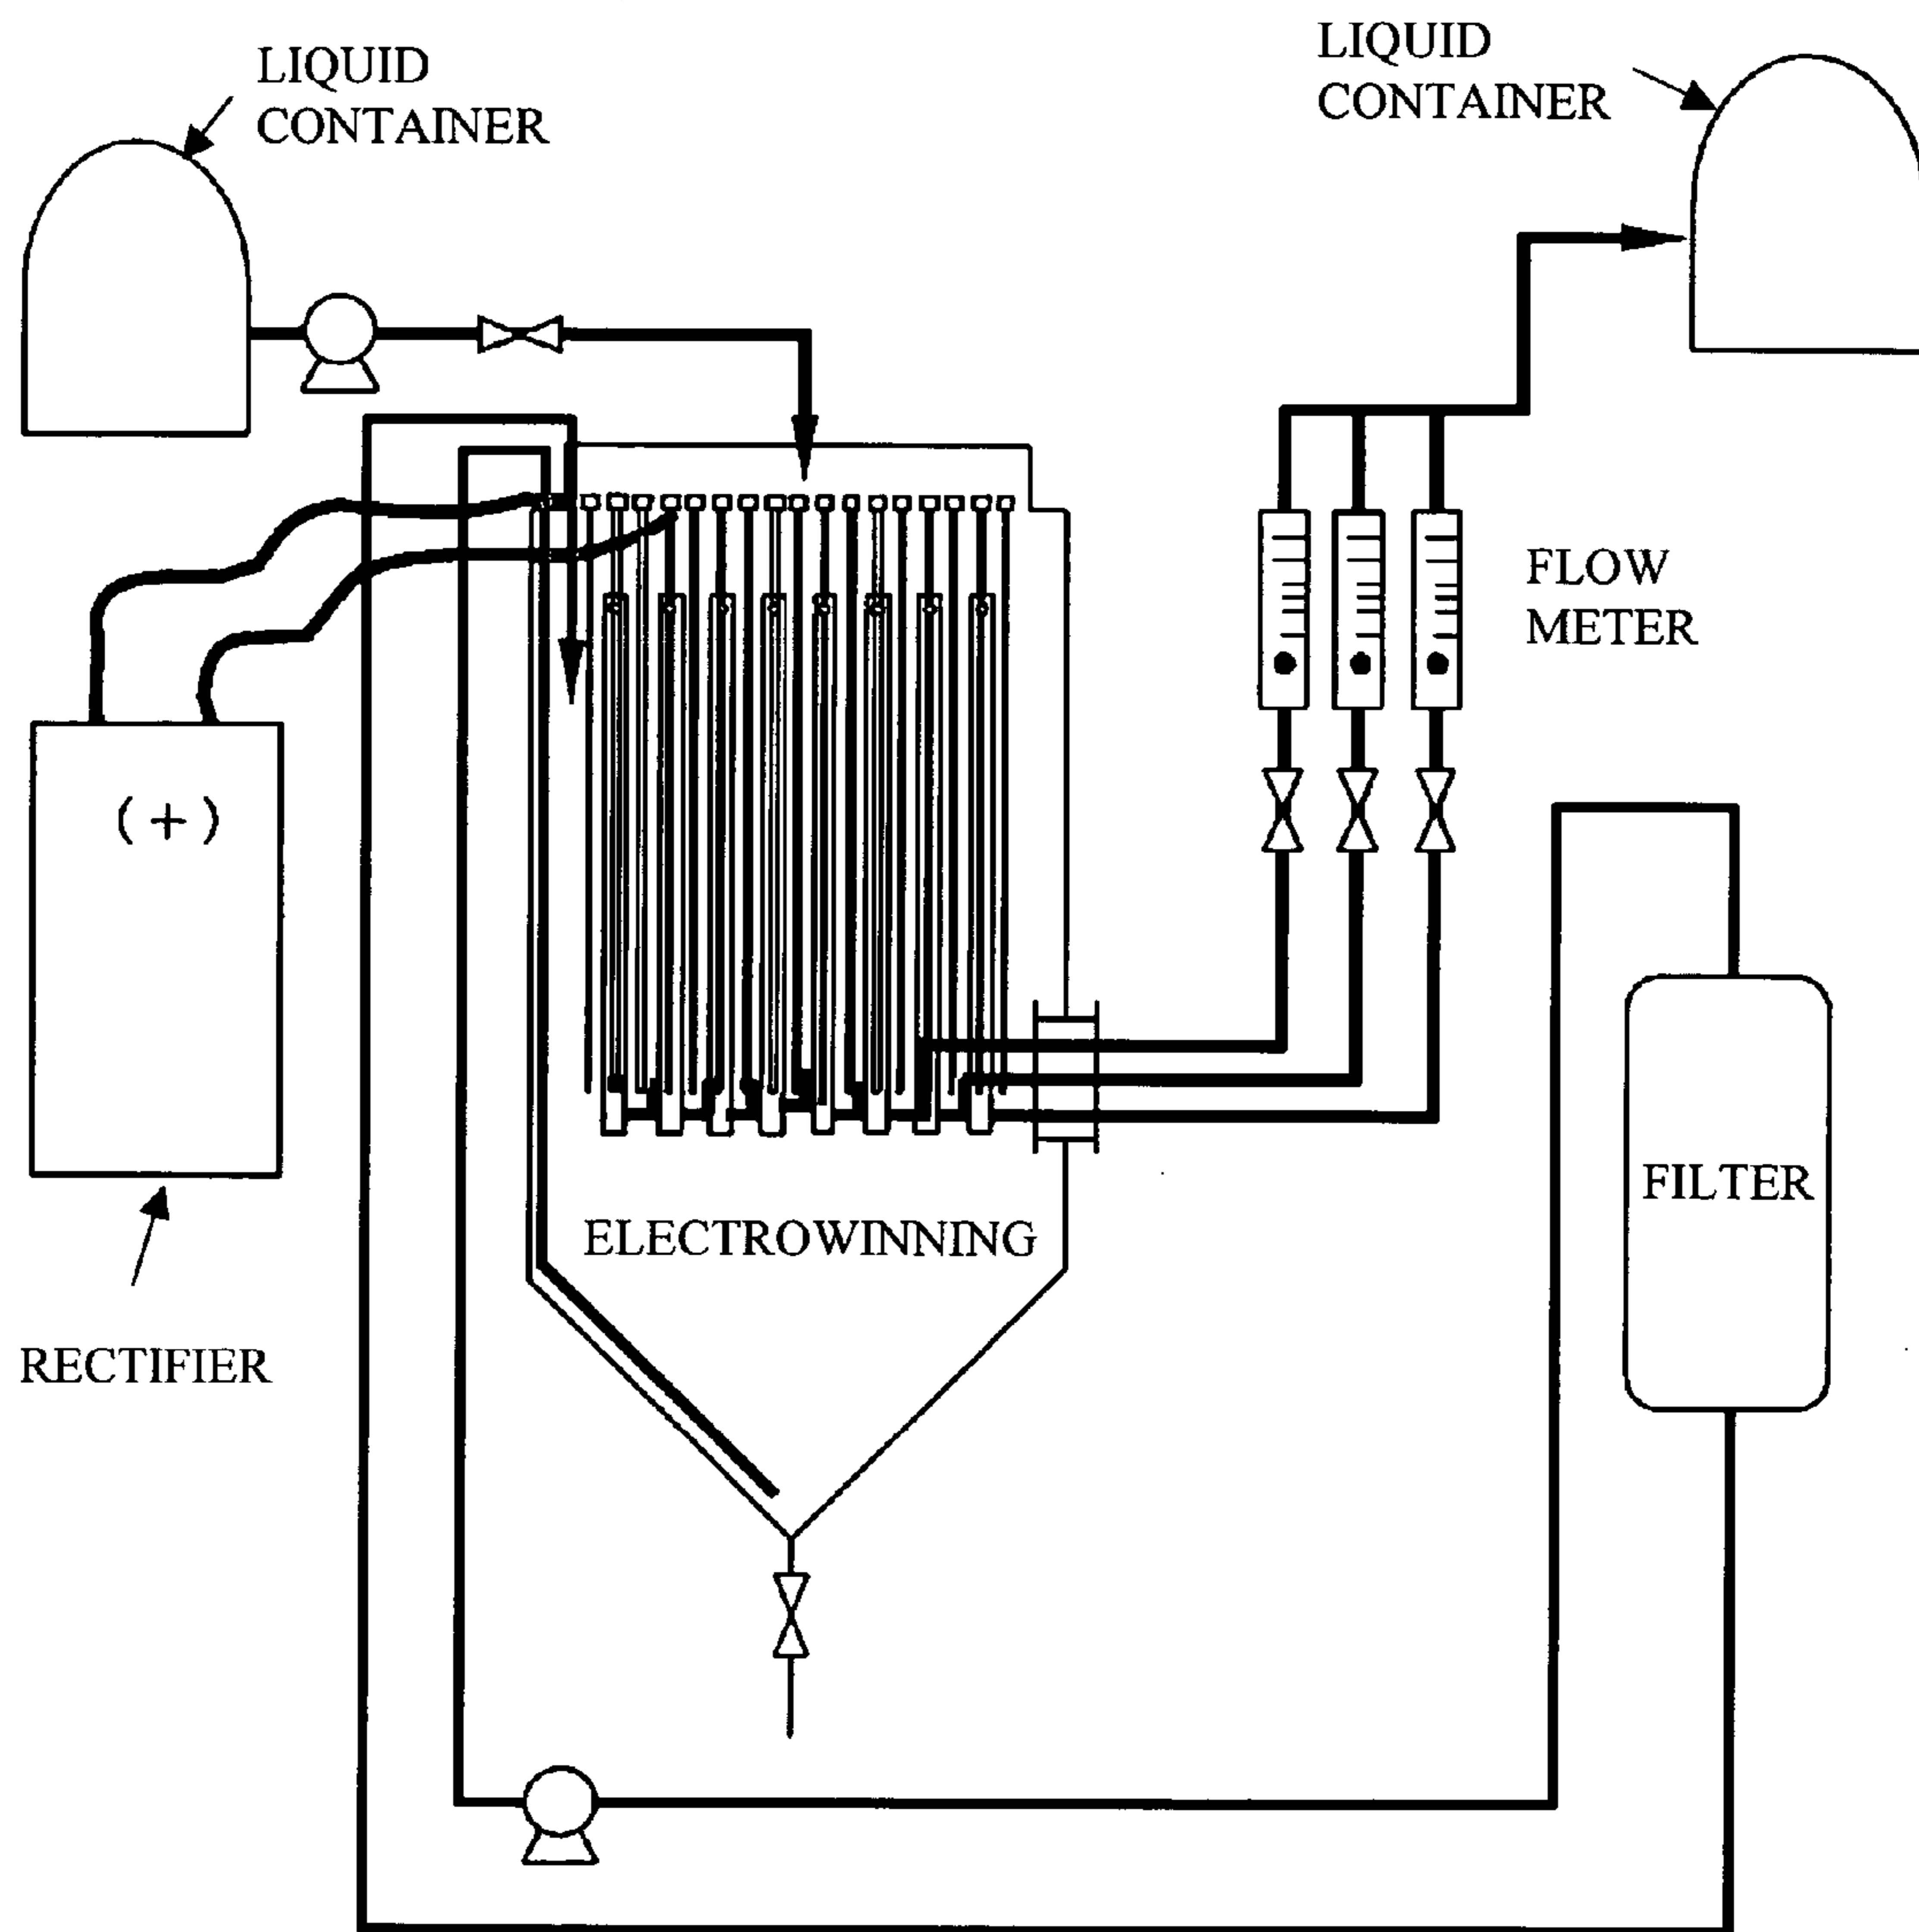 LIQUID
CONTAINER
LIQUID
CONTAINER
FLOW
METER
(+)
FILTER
ELECTROWINNING
RECTIFIER